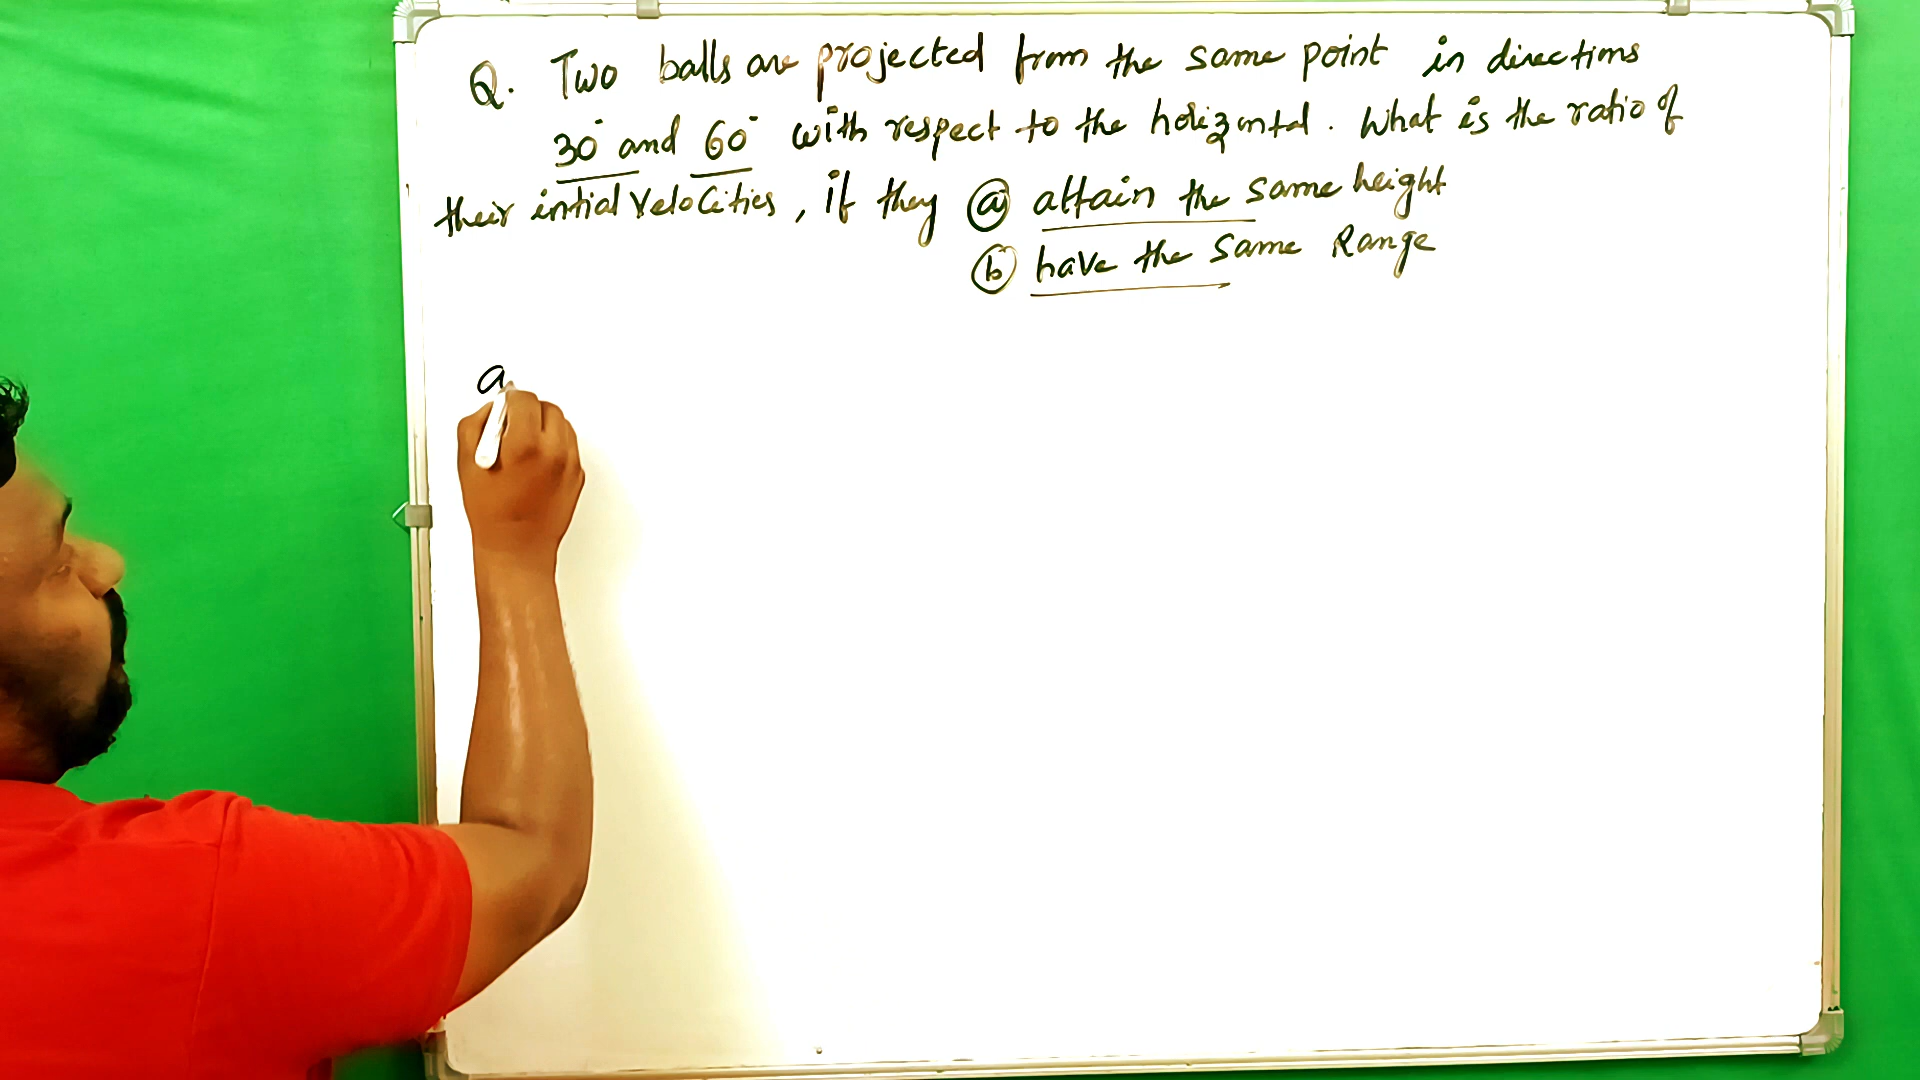 Q. Two balls are projected from the same point in directions
30° and 60° with respect to the horizontal. What is the ratio of
their intial velocities, if they (a) attain the same height
(b) have the same Range
a